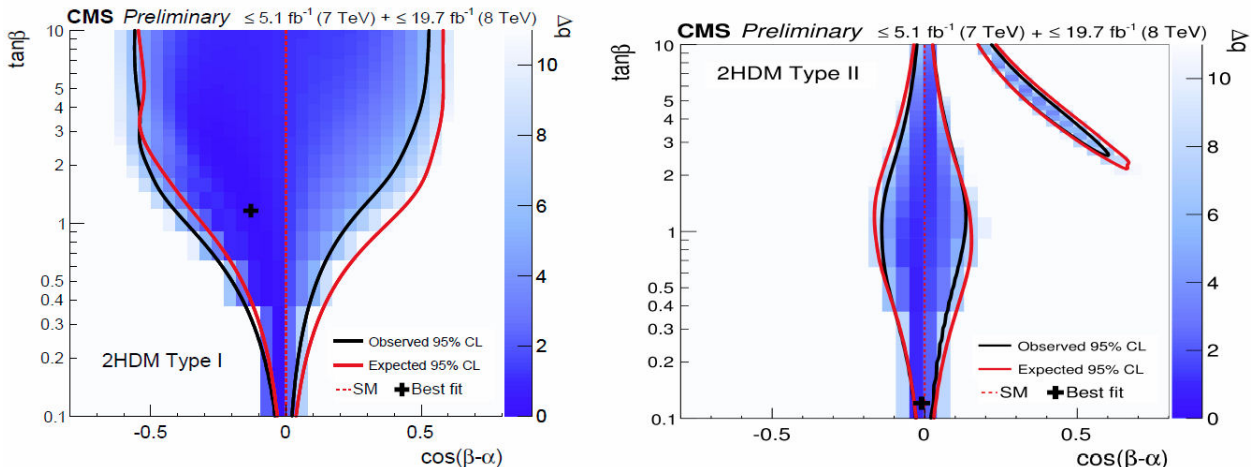 CMS Preliminary ≤ 5.1 fb-1 (7 TeV) + ≤ 19.7 fb-1 (8 TeV)
tanβ
10
5
4
3
2
1
0.5
0.4
0.3
0.2
0.1
2HDM Type I
Observed 95% CL
Expected 95% CL
SM
Best fit
-0.5
0
0.5
cos(β-α)
Δq
10
8
6
4
2
0
CMS Preliminary ≤ 5.1 fb-1 (7 TeV) + ≤ 19.7 fb-1 (8 TeV)
tanβ
10
5
4
3
2
1
0.5
0.4
0.3
0.2
0.1
2HDM Type II
Observed 95% CL
Expected 95% CL
SM
Best fit
-0.5
0
0.5
cos(β-α)
Δq
10
8
6
4
2
0